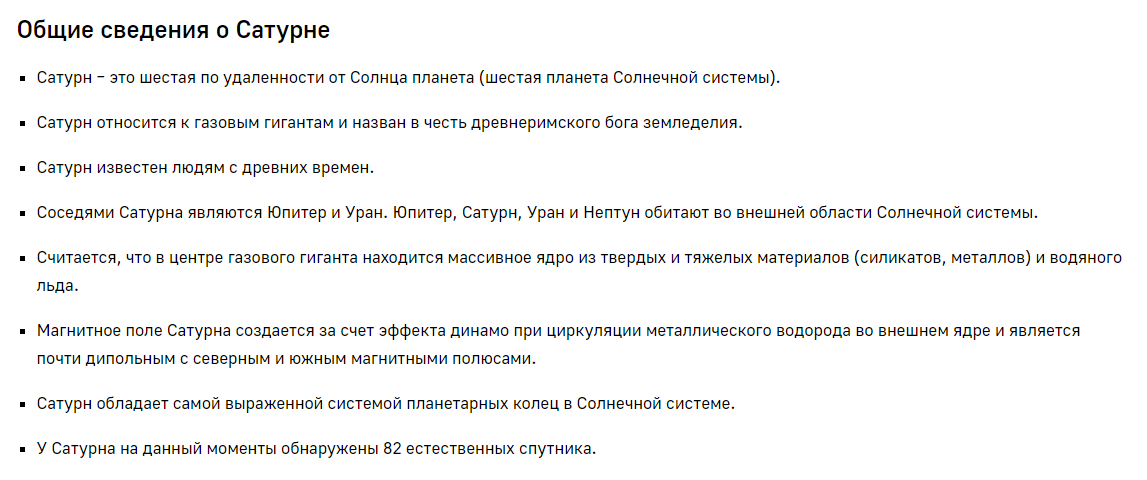 Общие сведения о Сатурне
▪ Сатурн – это шестая по удаленности от Солнца планета (шестая планета Солнечной системы).
▪ Сатурн относится к газовым гигантам и назван в честь древнеримского бога земледелия.
▪ Сатурн известен людям с древних времен.
▪ Соседями Сатурна являются Юпитер и Уран. Юпитер, Сатурн, Уран и Нептун обитают во внешней области Солнечной системы.
▪ Считается, что в центре газового гиганта находится массивное ядро из твердых и тяжелых материалов (силикатов, металлов) и водяного
льда.
▪ Магнитное поле Сатурна создается за счет эффекта динамо при циркуляции металлического водорода во внешнем ядре и является
почти дипольным с северным и южным магнитными полюсами.
▪ Сатурн обладает самой выраженной системой планетарных колец в Солнечной системе.
▪ У Сатурна на данный моменты обнаружены 82 естественных спутника.